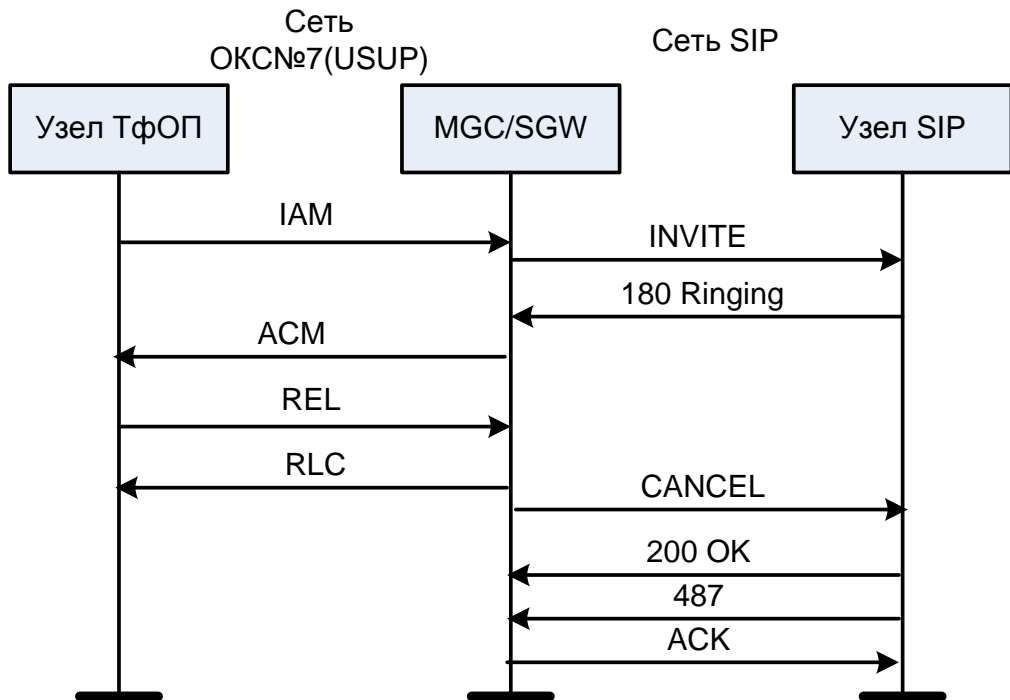 Сеть
ОКС№7(USUP)
Сеть SIP
Узел ТфОП
MGC/SGW
Узел SIP
IAM
INVITE
180 Ringing
ACM
REL
RLC
CANCEL
200 OK
487
ACK